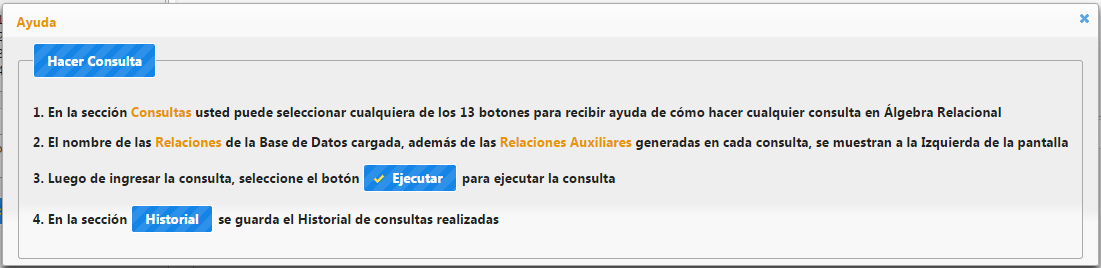 Ayuda
Hacer Consulta
1. En la sección Consultas usted puede seleccionar cualquiera de los 13 botones para recibir ayuda de cómo hacer cualquier consulta en Álgebra Relacional
2. El nombre de las Relaciones de la Base de Datos cargada, además de las Relaciones Auxiliares generadas en cada consulta, se muestran a la Izquierda de la pantalla
3. Luego de ingresar la consulta, seleccione el botón Ejecutar para ejecutar la consulta
4. En la sección Historial se guarda el Historial de consultas realizadas